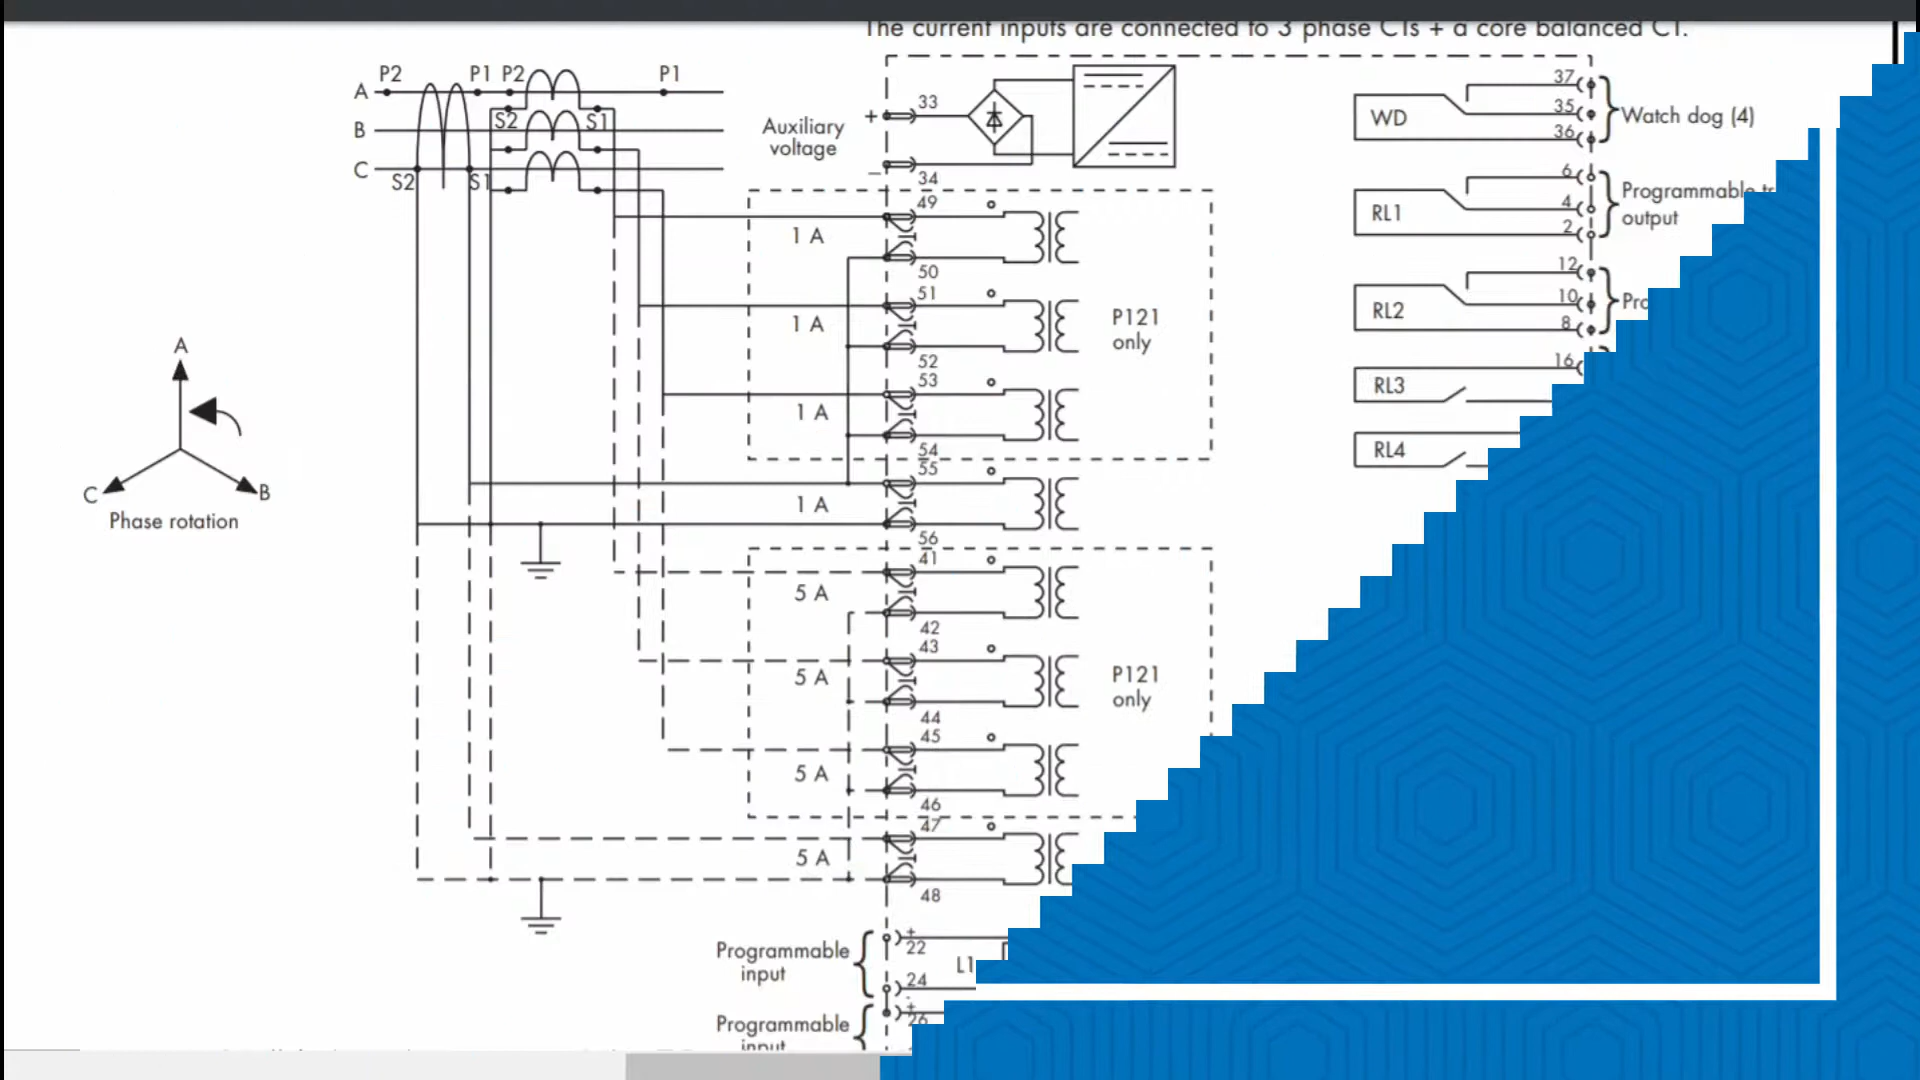 The current inputs are connected to 3 phase CTs + a core balanced CT.
P2 P1 P2 P1
A
S2 S1
B
C
S2 S1
Auxiliary
voltage
+ 33
– 34
49
1 A
50
51
1 A
52
53
1 A
54
P121
only
55
1 A
56
41
5 A
42
43
5 A
44
45
5 A
46
P121
only
47
5 A
48
A
C B
Phase rotation
Programmable
input
+
22
24
-
L1
Programmable
input
+
26
WD
37
35
36
Watch dog (4)
RL1
6
4
2
Programmable
output
RL2
12
10
8
RL3
16
RL4